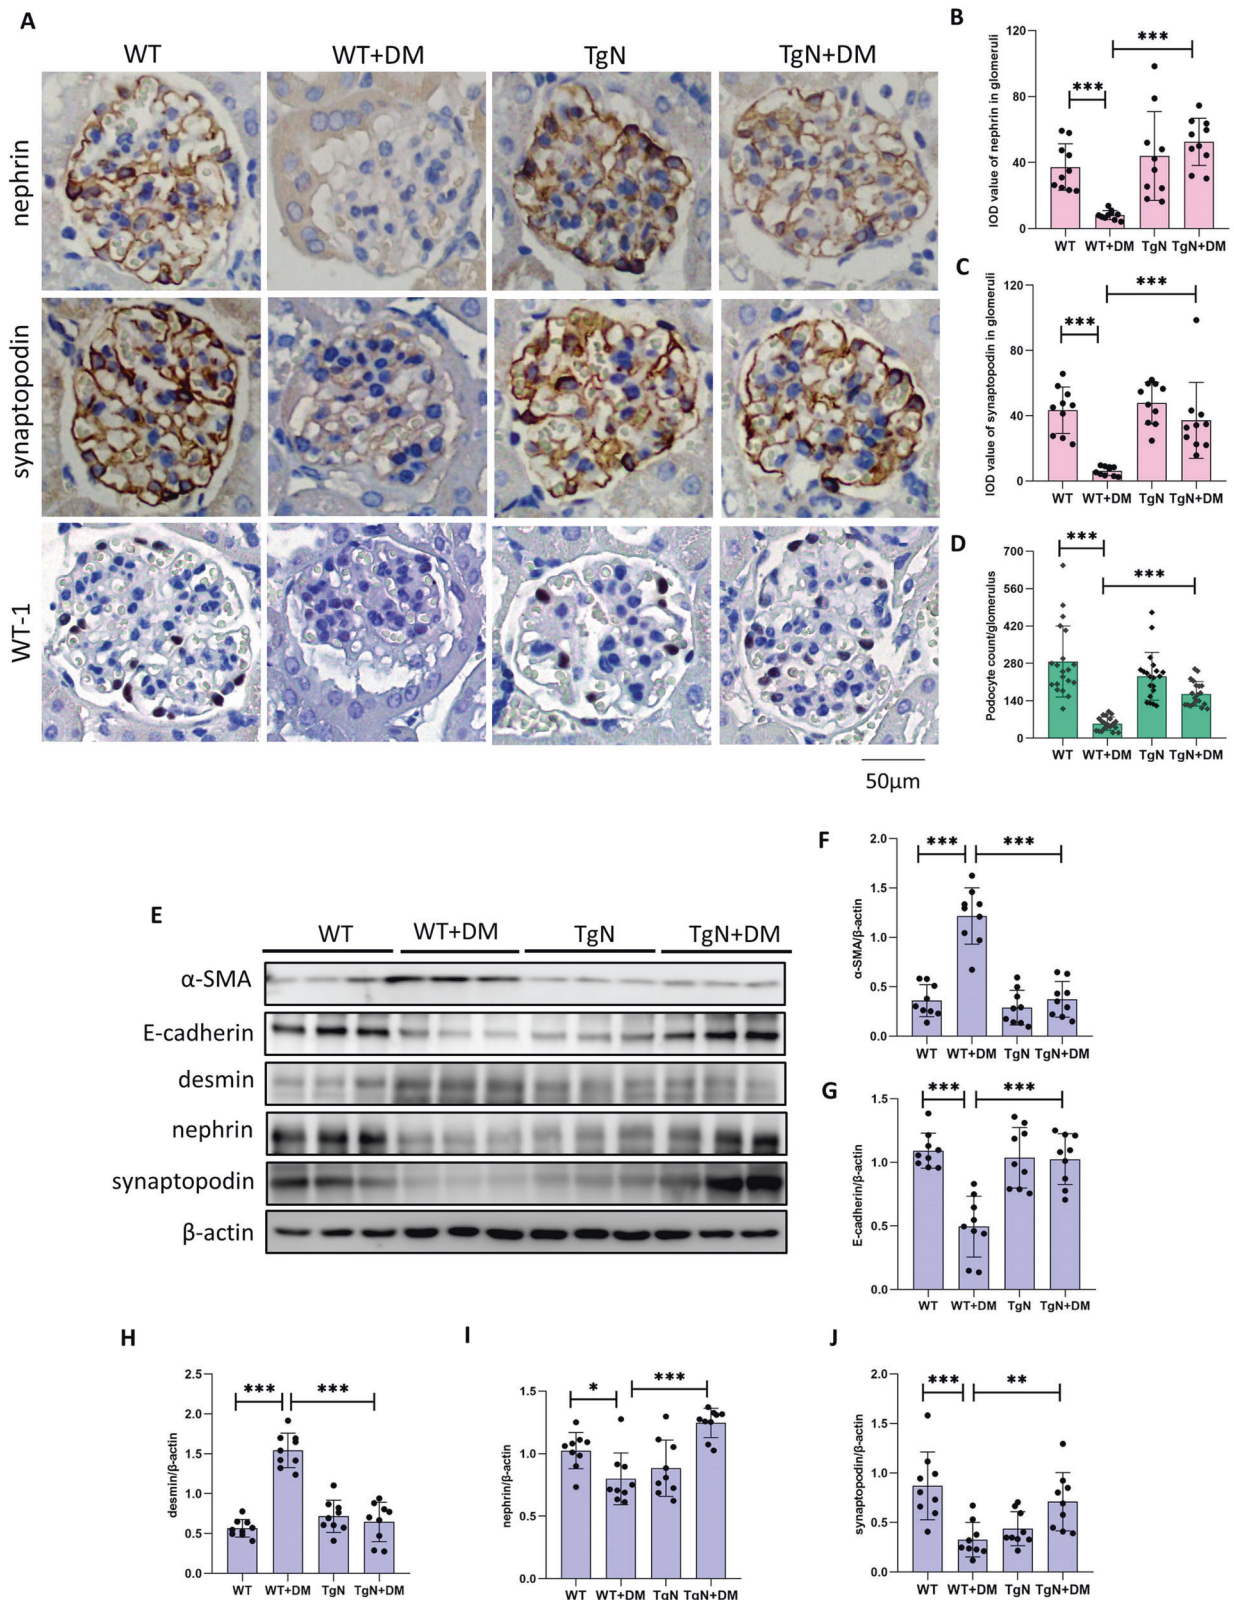 A
WT
WT+DM
TgN
TgN+DM
nephrin
synaptopodin
WT-1
50μm
B
IOD value of nephrin in glomeruli
120
80
40
0
***
***
WT
WT+DM
TgN
TgN+DM
C
IOD value of synaptopodin in glomeruli
120
80
40
0
***
***
WT
WT+DM
TgN
TgN+DM
D
Podocyte count/glomerulus
700
560
420
280
140
0
***
***
WT
WT+DM
TgN
TgN+DM
E
WT
WT+DM
TgN
TgN+DM
α-SMA
E-cadherin
desmin
nephrin
synaptopodin
β-actin
F
α-SMA/β-actin
2.0
1.5
1.0
0.5
0.0
***
***
WT
WT+DM
TgN
TgN+DM
G
E-cadherin/β-actin
1.5
1.0
0.5
0.0
***
***
WT
WT+DM
TgN
TgN+DM
H
desmin/β-actin
2.5
2.0
1.5
1.0
0.5
0.0
***
***
WT
WT+DM
TgN
TgN+DM
I
nephrin/β-actin
1.5
1.0
0.5
0.0
*
***
WT
WT+DM
TgN
TgN+DM
J
synaptopodin/β-actin
2.0
1.5
1.0
0.5
0.0
***
**
WT
WT+DM
TgN
TgN+DM